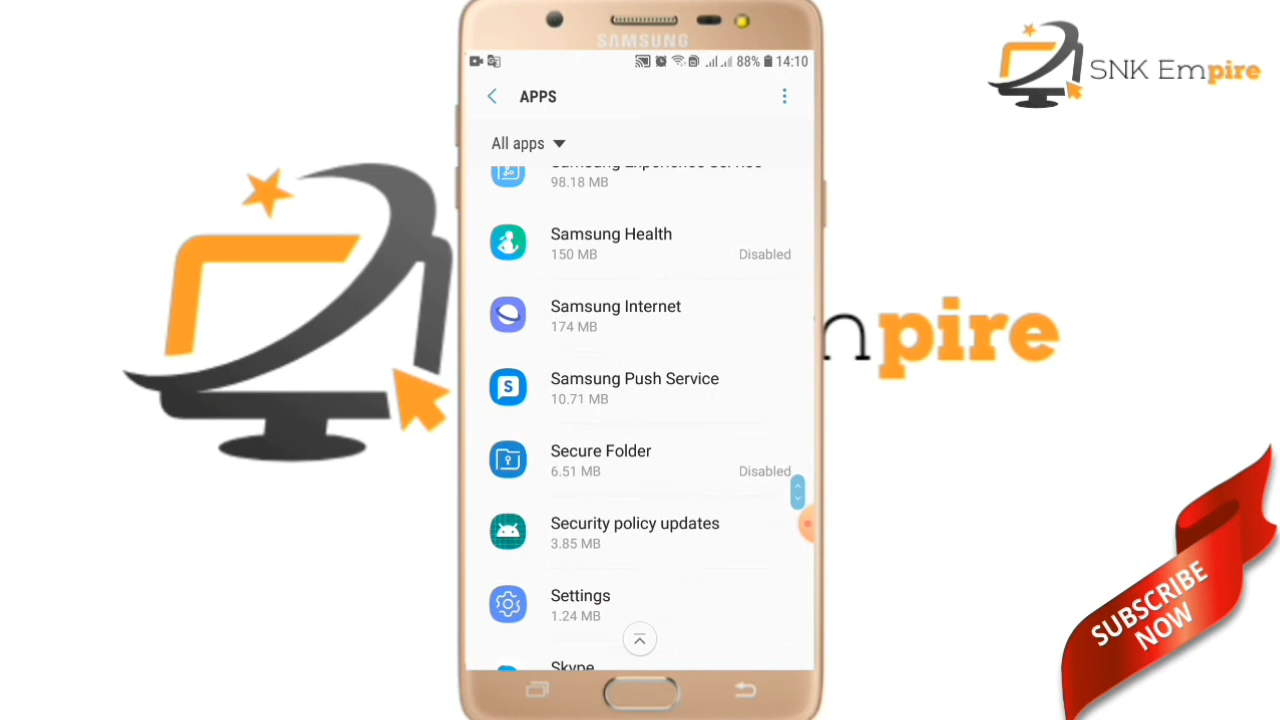 SAMSUNG
88% 14:10
APPS
All apps
Samsung Experience Service
98.18 MB
Samsung Health
150 MB
Disabled
Samsung Internet
174 MB
Samsung Push Service
10.71 MB
Secure Folder
6.51 MB
Disabled
Security policy updates
3.85 MB
Settings
1.24 MB
Skype
SNK Empire
npire
SUBSCRIBE
NOW